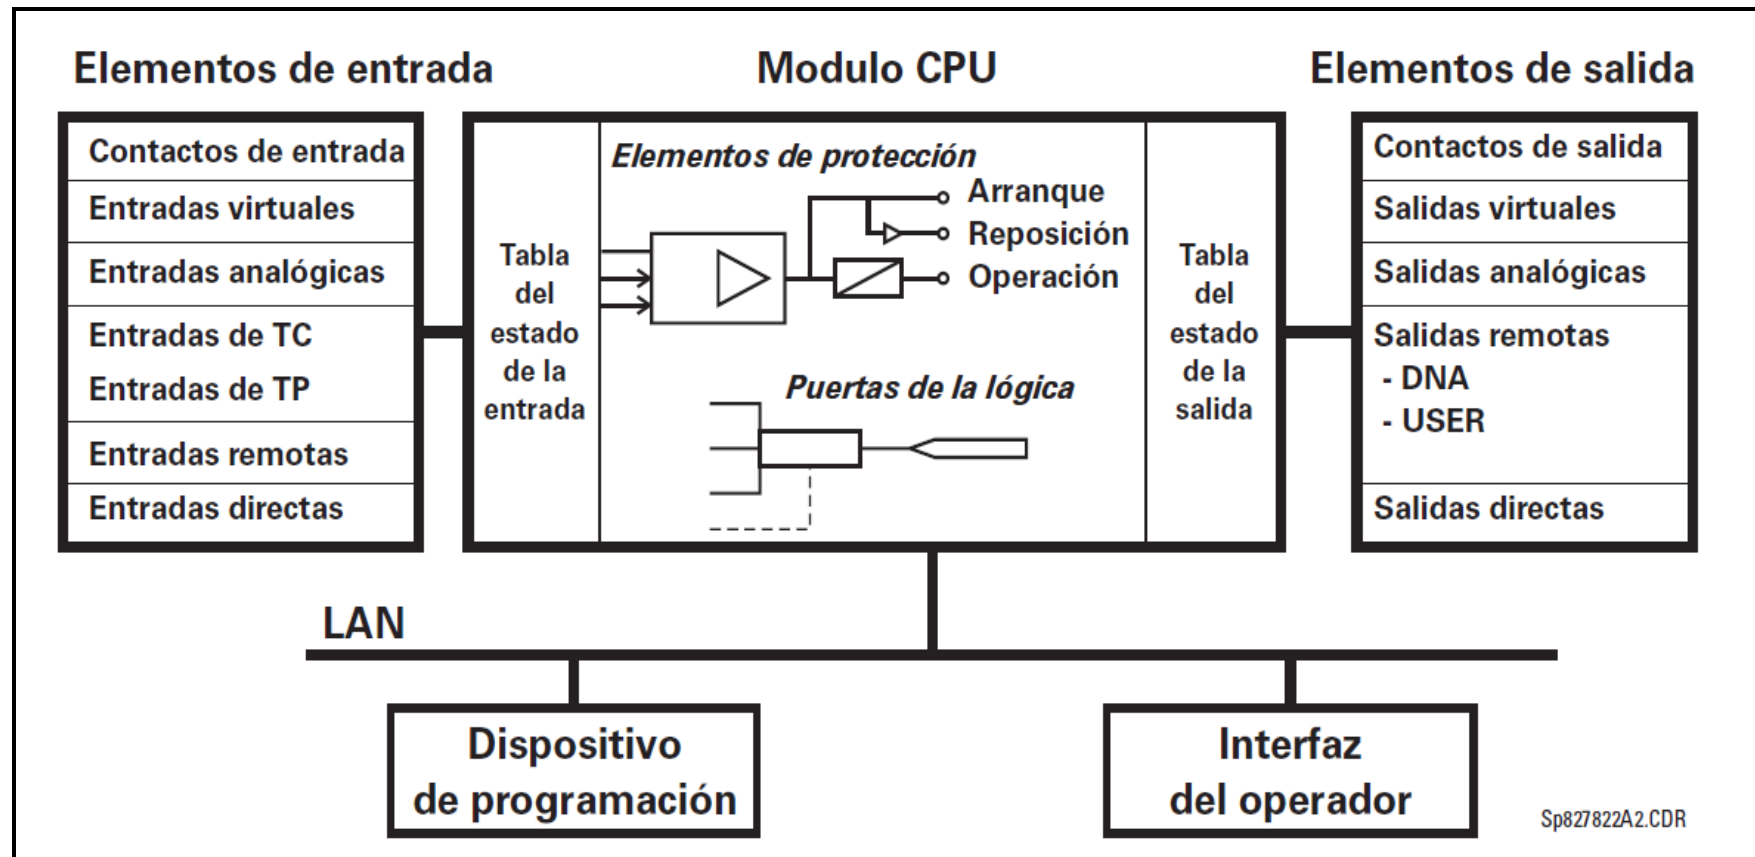 Elementos de entrada
Modulo CPU
Elementos de salida
Contactos de entrada
Entradas virtuales
Entradas analógicas
Entradas de TC
Entradas de TP
Entradas remotas
Entradas directas
Tabla
del
estado
de la
entrada
Elementos de protección
Arranque
Reposición
Operación
Puertas de la lógica
Tabla
del
estado
de la
salida
Contactos de salida
Salidas virtuales
Salidas analógicas
Salidas remotas
- DNA
- USER
Salidas directas
LAN
Dispositivo
de programación
Interfaz
del operador
Sp827822A2.CDR